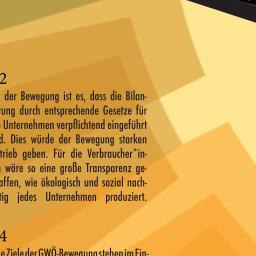 2
der Bewegung ist es, dass die Bilan-
rung durch entsprechende Gesetze für
Unternehmen verpflichtend eingeführt
d. Dies würde der Bewegung starken
trieb geben. Für die Verbraucher*in-
wäre so eine große Transparenz ge-
affen, wie ökologisch und sozial nach-
tig jedes Unternehmen produziert.
4
e Ziele der GWÖ-Bewegung stehen im Ein-